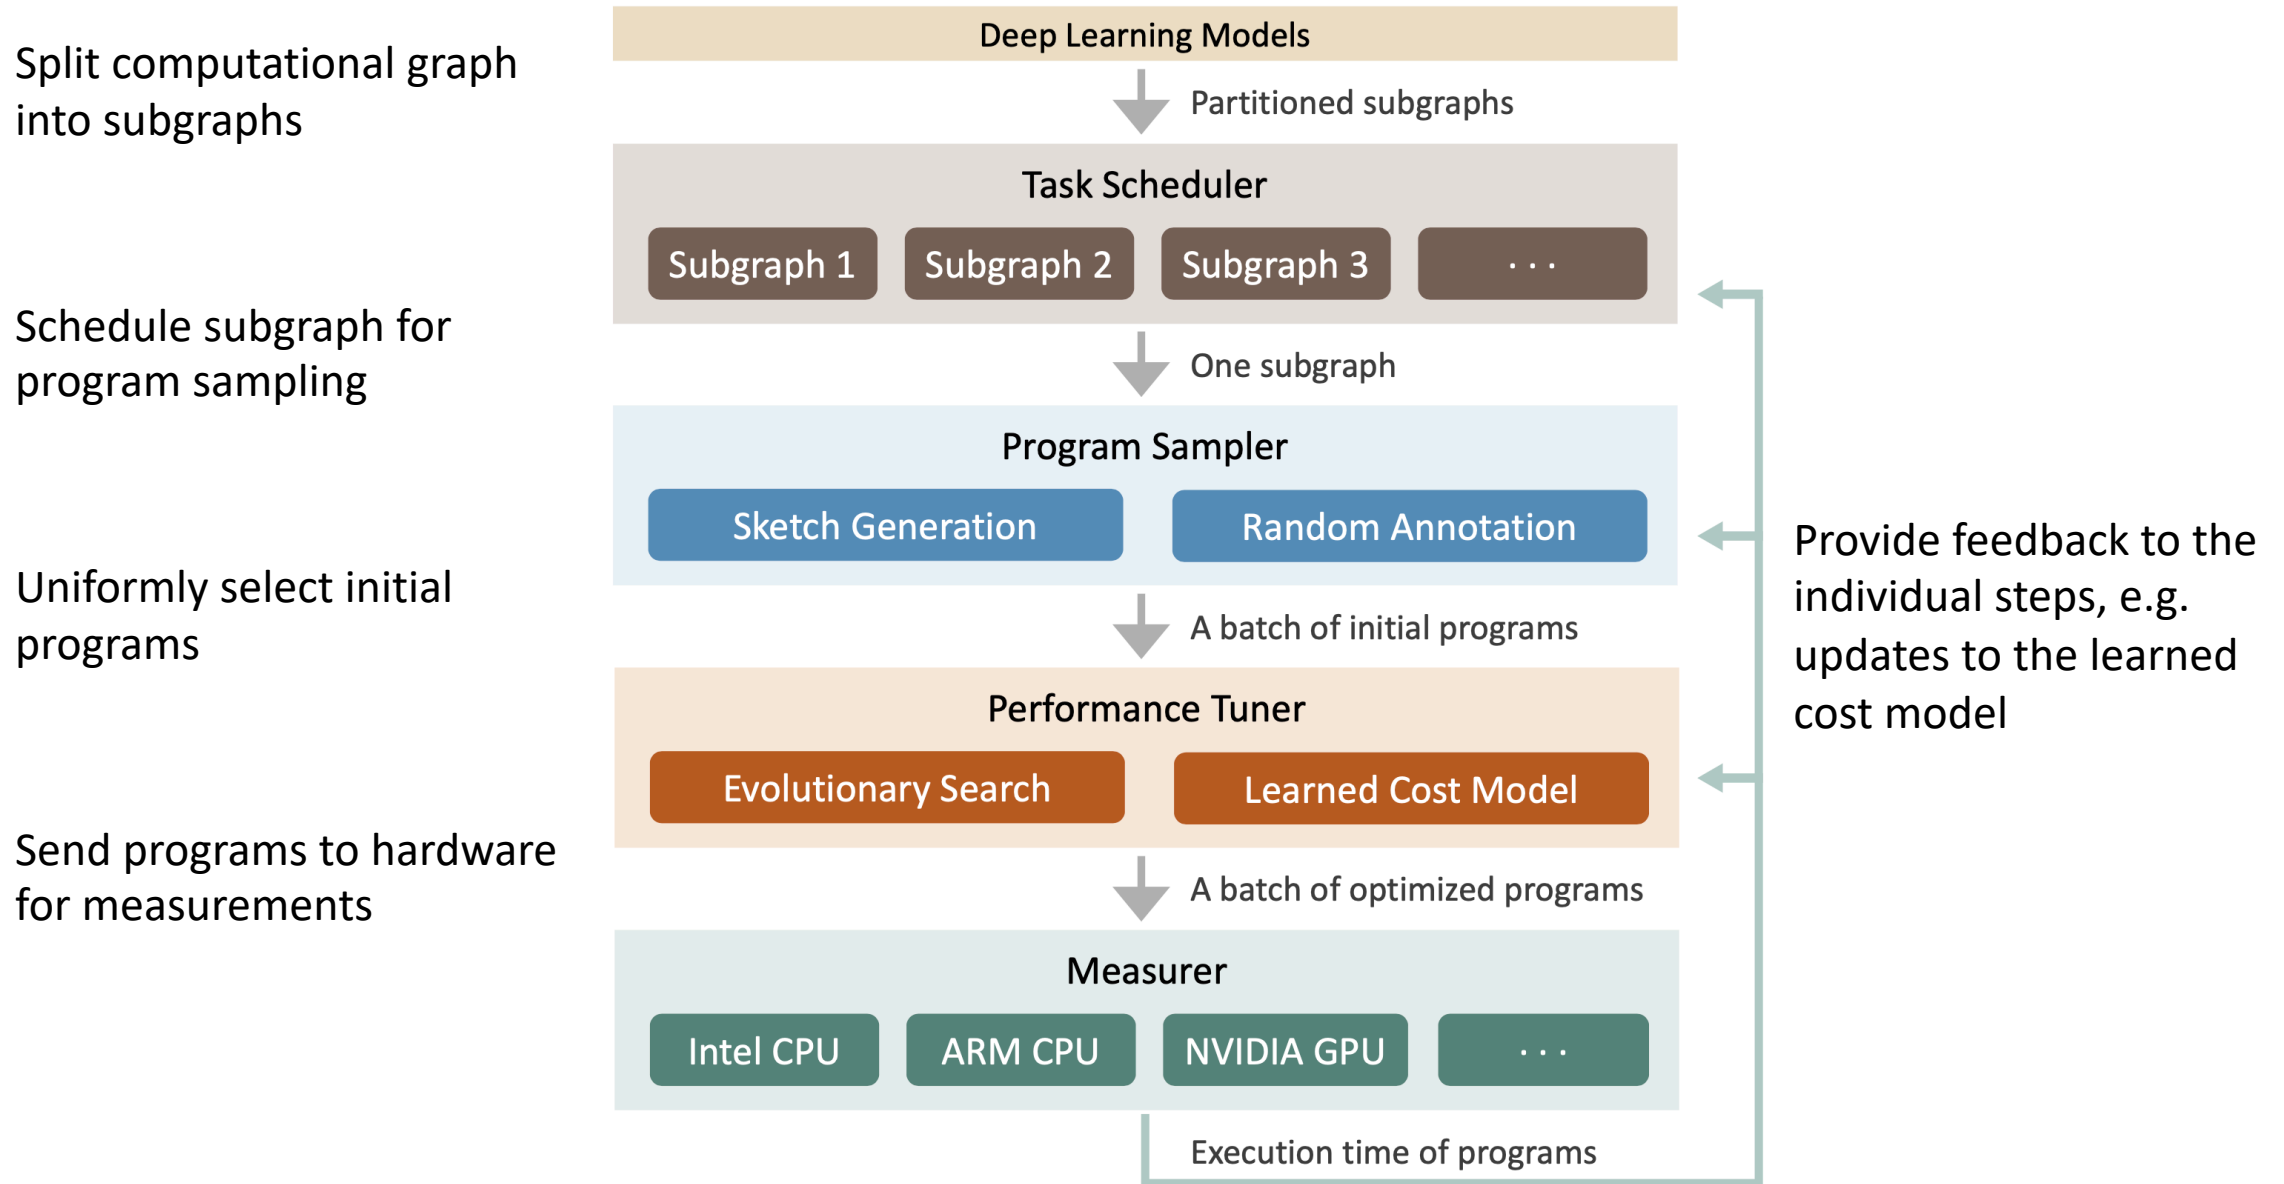 Deep Learning Models
Split computational graph
into subgraphs
Partitioned subgraphs
Task Scheduler
Subgraph 1
Subgraph 2
Subgraph 3
. . .
Schedule subgraph for
program sampling
One subgraph
Program Sampler
Sketch Generation
Random Annotation
Uniformly select initial
programs
A batch of initial programs
Provide feedback to the
individual steps, e.g.
updates to the learned
cost model
Performance Tuner
Evolutionary Search
Learned Cost Model
Send programs to hardware
for measurements
A batch of optimized programs
Measurer
Intel CPU
ARM CPU
NVIDIA GPU
. . .
Execution time of programs